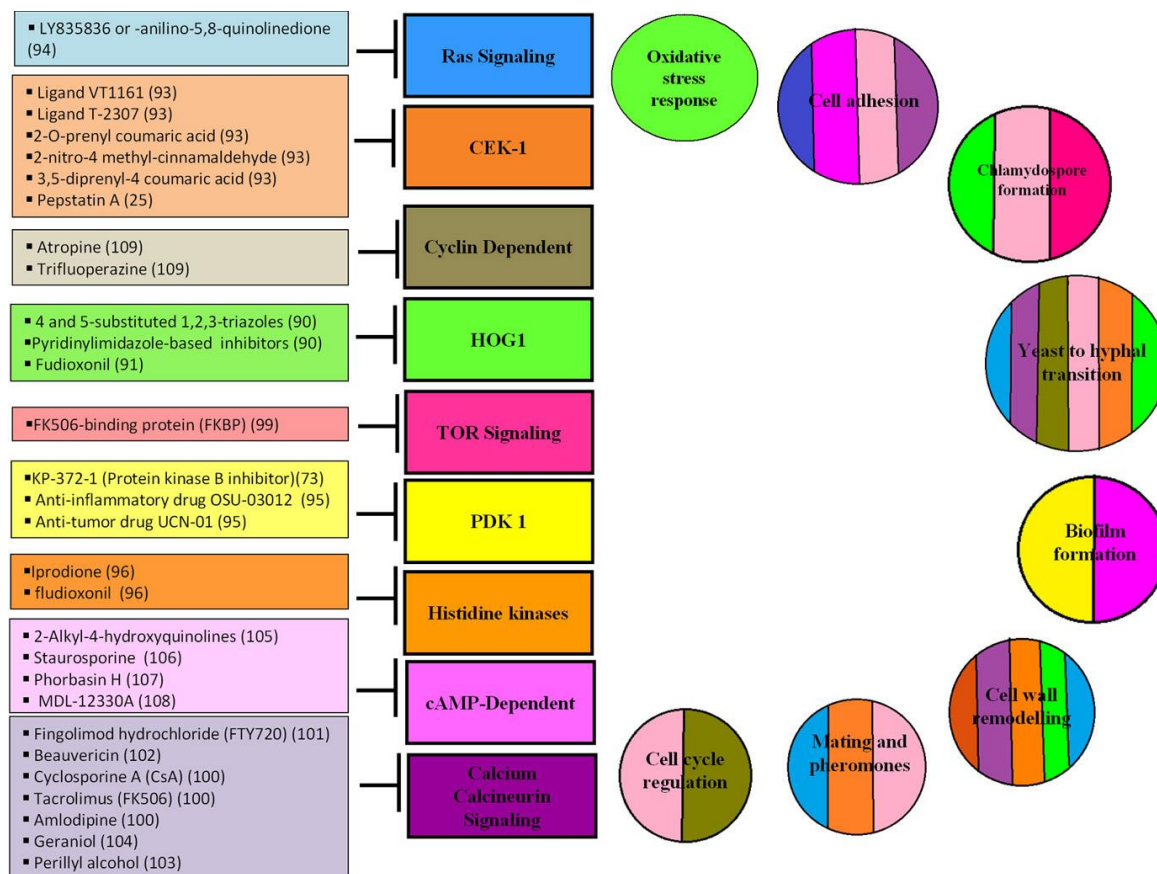 ▪ LY835836 or -anilino-5,8-quinolinedione
(94)
Ras Signaling
▪ Ligand VT1161 (93)
▪ Ligand T-2307 (93)
▪2-O-prenyl coumaric acid (93)
▪2-nitro-4 methyl-cinnamaldehyde (93)
▪ 3,5-diprenyl-4 coumaric acid (93)
▪ Pepstatin A (25)
CEK-1
▪ Atropine (109)
▪ Trifluoperazine (109)
Cyclin Dependent
▪ 4 and 5-substituted 1,2,3-triazoles (90)
▪Pyridinylimidazole-based inhibitors (90)
▪ Fudioxonil (91)
HOG1
▪FK506-binding protein (FKBP) (99)
TOR Signaling
▪KP-372-1 (Protein kinase B inhibitor)(73)
▪ Anti-inflammatory drug OSU-03012 (95)
▪ Anti-tumor drug UCN-01 (95)
PDK 1
▪Iprodione (96)
▪ fludioxonil (96)
Histidine kinases
▪ 2-Alkyl-4-hydroxyquinolines (105)
▪ Staurosporine (106)
▪ Phorbasin H (107)
▪ MDL-12330A (108)
cAMP-Dependent
▪ Fingolimod hydrochloride (FTY720) (101)
▪ Beauvericin (102)
▪ Cyclosporine A (CsA) (100)
▪ Tacrolimus (FK506) (100)
▪ Amlodipine (100)
▪ Geraniol (104)
▪ Perillyl alcohol (103)
Calcium
Calcineurin
Signaling
Oxidative
stress
response
Cell adhesion
Chlamydospore
formation
Yeast to hyphal
transition
Biofilm
formation
Cell wall
remodelling
Mating and
pheromones
Cell cycle
regulation